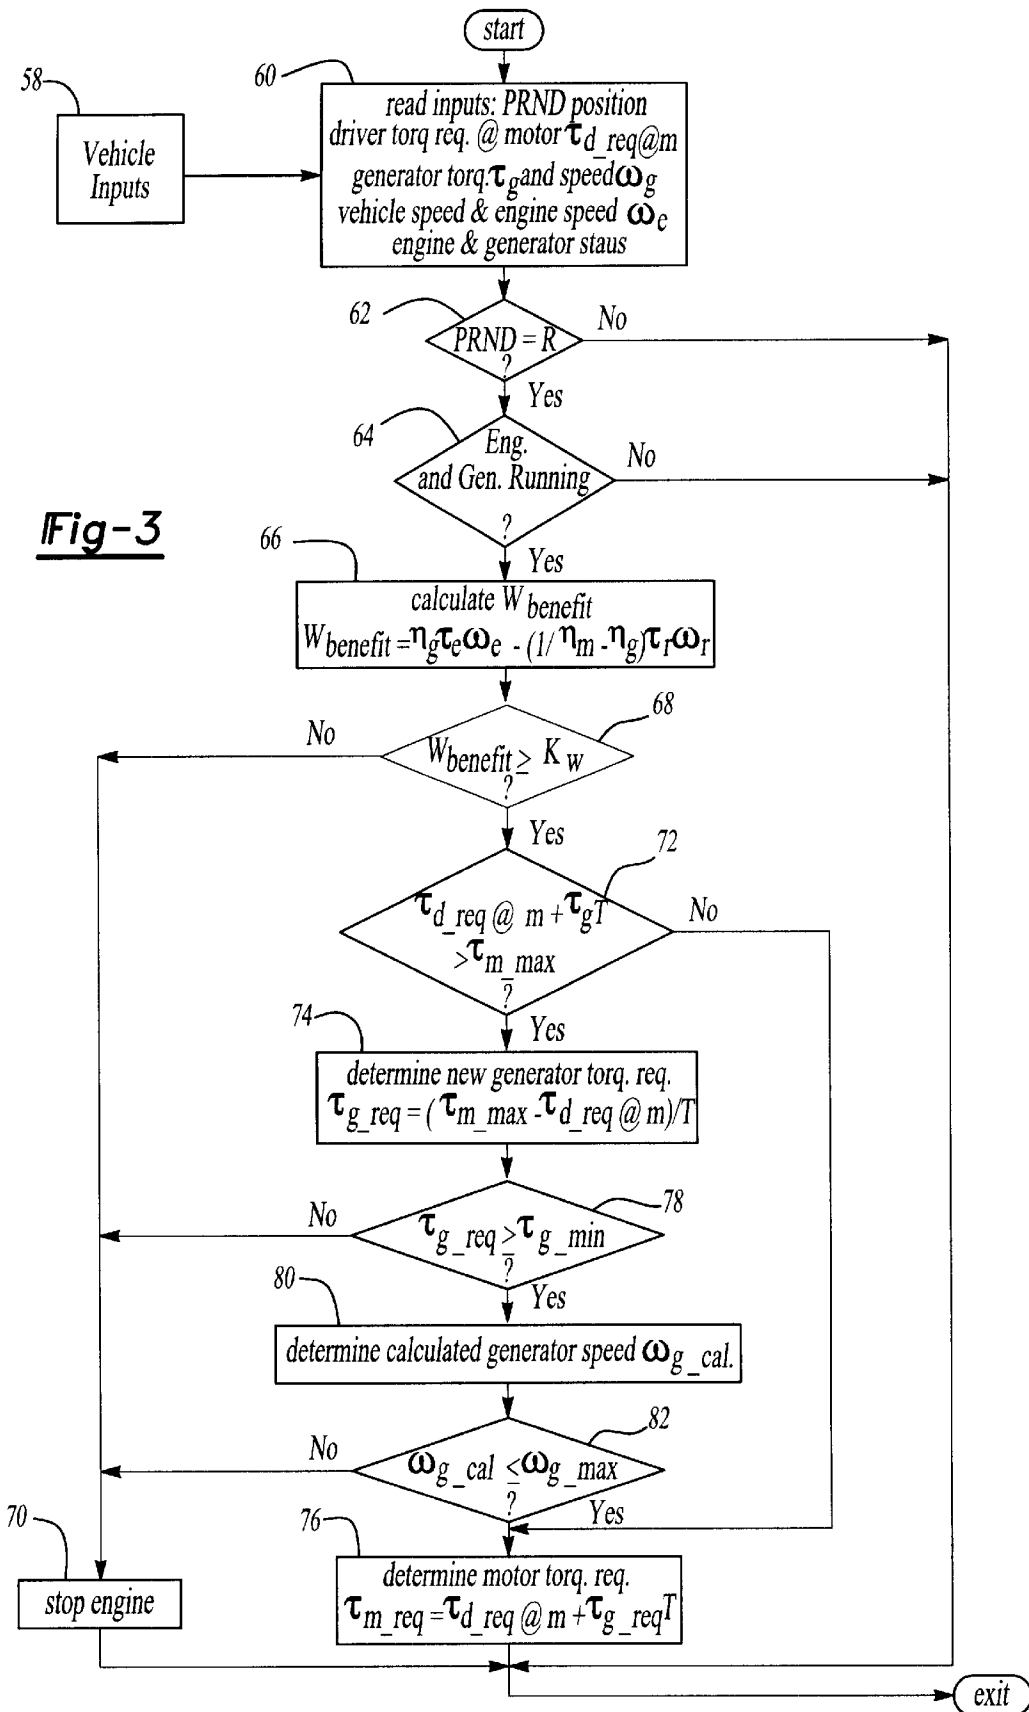 start
60
58
Vehicle
Inputs
read inputs: PRND position
driver torq req. @ motor τd_req@m
generator torq.τg and speed ωg
vehicle speed & engine speed ωe
engine & generator staus
62
PRND = R
?
No
Yes
64
Eng.
and Gen. Running
?
No
Yes
Fig-3
66
calculate Wbenefit
Wbenefit =ηgτeωe - (1/ηm -ηg)τrωr
68
No
Wbenefit ≥ Kw
?
Yes
72
τd_req @ m + τgT
>τm_max
?
No
Yes
74
determine new generator torq. req.
τg_req = (τm_max -τd_req @ m)/T
78
No
τg_req ≥ τg_min
?
Yes
80
determine calculated generator speed ωg_cal.
82
No
ωg_cal ≤ ωg_max
?
Yes
70
stop engine
76
determine motor torq. req.
τm_req = τd_req @ m + τg_reqT
exit